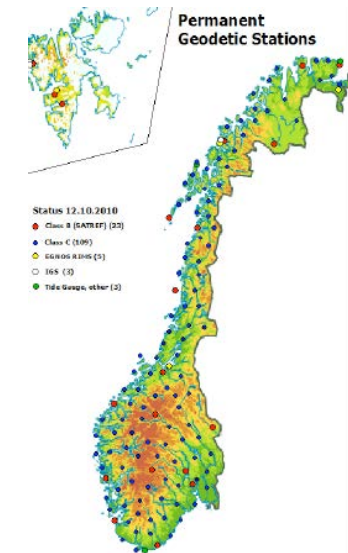 Permanent
Geodetic Stations
Status 12.10.2010
Class B (SATREF) (23)
Class C (109)
EGNOS RIMS (5)
IGS (3)
Tide Gauge, other (3)